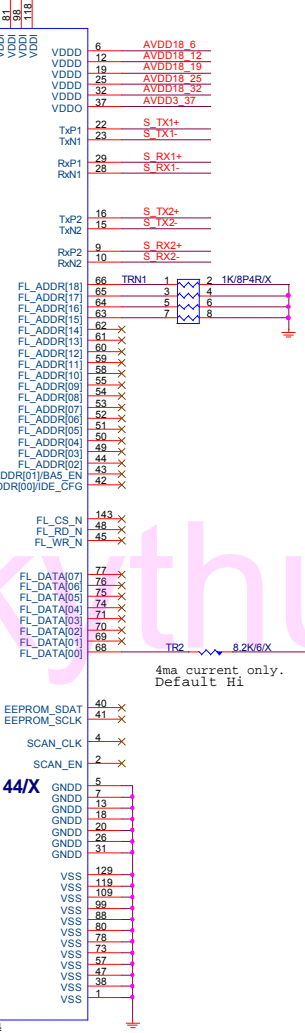 81
98
118
VDDI
VDDI
VDDI
VDDI
VDDD 6 AVDD18_6
VDDD 12 AVDD18_12
VDDD 19 AVDD18_19
VDDD 25 AVDD18_25
VDDD 32 AVDD18_32
VDDO 37 AVDD3_37
TxP1 22 S_TX1+
TxN1 23 S_TX1-
RxP1 29 S_RX1+
RxN1 28 S_RX1-
TxP2 16 S_TX2+
TxN2 15 S_TX2-
RxP2 9 S_RX2+
RxN2 10 S_RX2-
FL_ADDR[18] 66 TRN1 1 2 1K/8P4R/X
FL_ADDR[17] 65 3 4
FL_ADDR[16] 64 5 6
FL_ADDR[15] 63 7 8
FL_ADDR[14] 62
FL_ADDR[13] 61
FL_ADDR[12] 60
FL_ADDR[11] 59
FL_ADDR[10] 58
FL_ADDR[09] 55
FL_ADDR[08] 54
FL_ADDR[07] 53
FL_ADDR[06] 52
FL_ADDR[05] 51
FL_ADDR[04] 50
FL_ADDR[03] 49
FL_ADDR[02] 44
DDR[01]/BA5_EN 43
DDR[00]/IDE_CFG 42
FL_CS_N 143
FL_RD_N 48
FL_WR_N 45
kythu
FL_DATA[07] 77
FL_DATA[06] 76
FL_DATA[05] 75
FL_DATA[04] 74
FL_DATA[03] 71
FL_DATA[02] 70
FL_DATA[01] 69
FL_DATA[00] 68 TR2 8.2K/6/X
4ma current only.
Default Hi
EEPROM_SDAT 40
EEPROM_SCLK 41
SCAN_CLK 4
SCAN_EN 2
44/X
GNDD 5
GNDD 7
GNDD 13
GNDD 18
GNDD 20
GNDD 26
GNDD 31
VSS 129
VSS 119
VSS 109
VSS 99
VSS 88
VSS 80
VSS 78
VSS 73
VSS 57
VSS 47
VSS 38
VSS 1